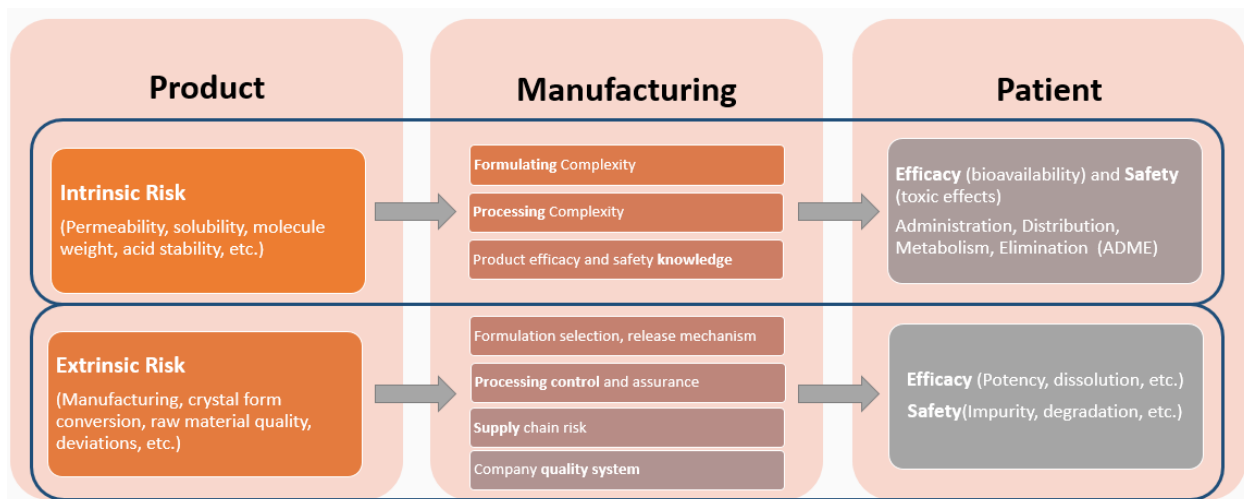 Product
Manufacturing
Patient
Intrinsic Risk
(Permeability, solubility, molecule
weight, acid stability, etc.)
Formulating Complexity
Processing Complexity
Product efficacy and safety knowledge
Efficacy (bioavailability) and Safety
(toxic effects)
Administration, Distribution,
Metabolism, Elimination (ADME)
Extrinsic Risk
(Manufacturing, crystal form
conversion, raw material quality,
deviations, etc.)
Formulation selection, release mechanism
Processing control and assurance
Supply chain risk
Company quality system
Efficacy (Potency, dissolution, etc.)
Safety(Impurity, degradation, etc.)